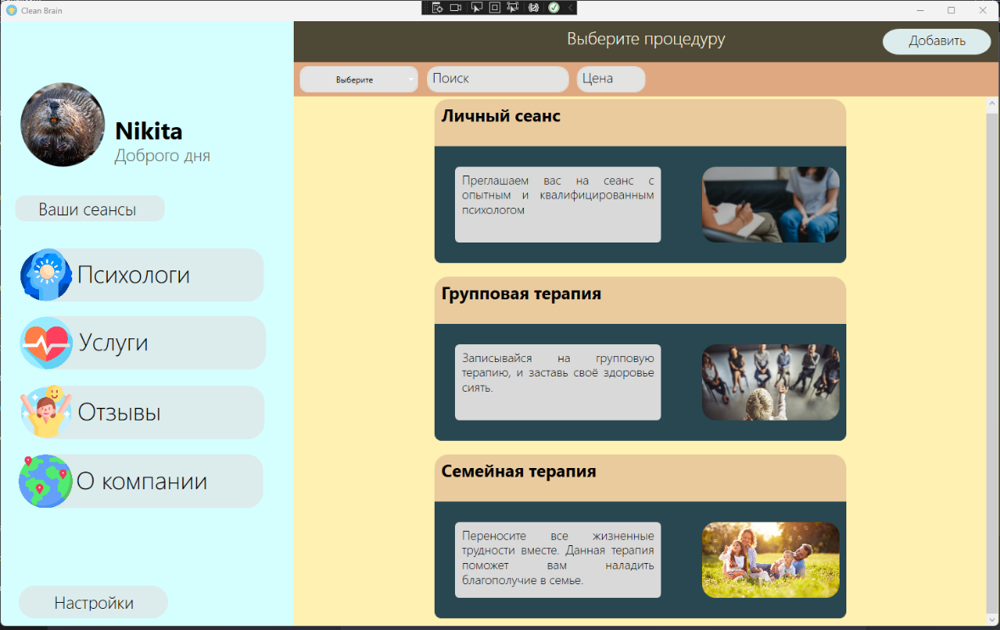 Clean Brain
Выберите процедуру
Добавить
Выберите
Поиск
Цена
Nikita
Доброго дня
Ваши сеансы
Психологи
Услуги
Отзывы
О компании
Настройки
Личный сеанс
Преглашаем вас на сеанс с
опытным и квалифицированным
психологом
Групповая терапия
Записывайся на групповую
терапию, и заставь своё здоровье
сиять.
Семейная терапия
Переносите все жизненные
трудности вместе. Данная терапия
поможет вам наладить
благополучие в семье.